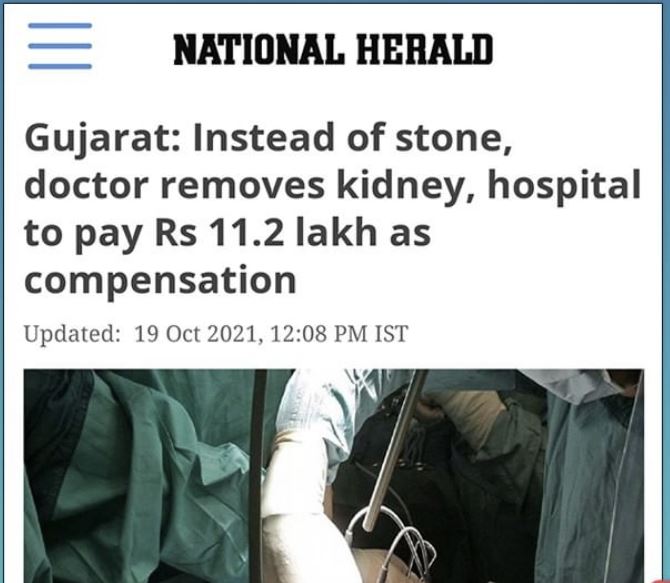 NATIONAL HERALD
Gujarat: Instead of stone,
doctor removes kidney, hospital
to pay Rs 11.2 lakh as
compensation
Updated: 19 Oct 2021, 12:08 PM IST